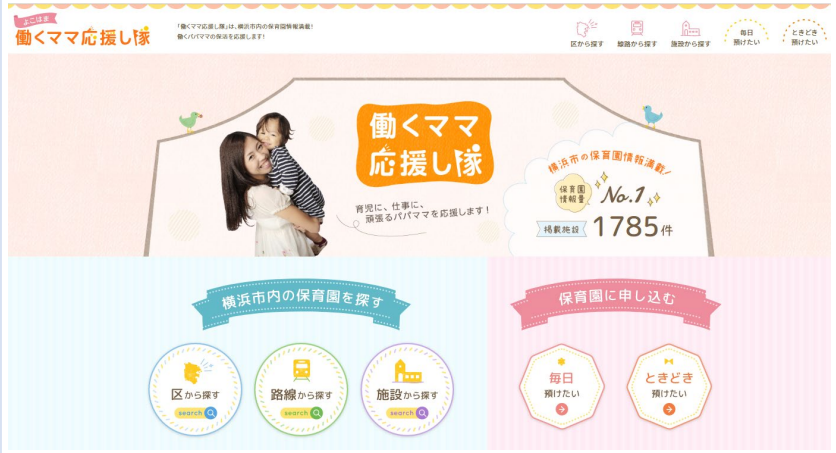 よこはま
働くママ応援し隊
「働くママ応援し隊」は、横浜市内の保育園情報満載!
働くパパママの保活を応援します!
区から探す
路線から探す
施設から探す
毎日
預けたい
ときどき
預けたい
働くママ
応援し隊
育児に、仕事に、
頑張るパパママを応援します!
横浜市の保育園情報満載
保育園
情報量
No.1
掲載施設 1785件
横浜市内の保育園を探す
区から探す
search
路線から探す
search
施設から探す
search
保育園に申し込む
毎日
預けたい
ときどき
預けたい